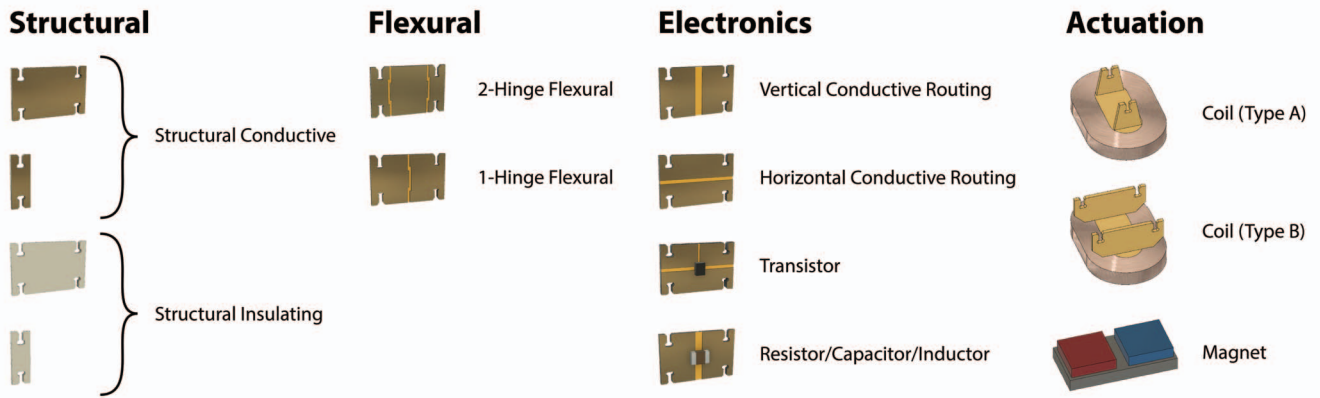 Structural
Structural Conductive
Structural Insulating
Flexural
2-Hinge Flexural
1-Hinge Flexural
Electronics
Vertical Conductive Routing
Horizontal Conductive Routing
Transistor
Resistor/Capacitor/Inductor
Actuation
Coil (Type A)
Coil (Type B)
Magnet